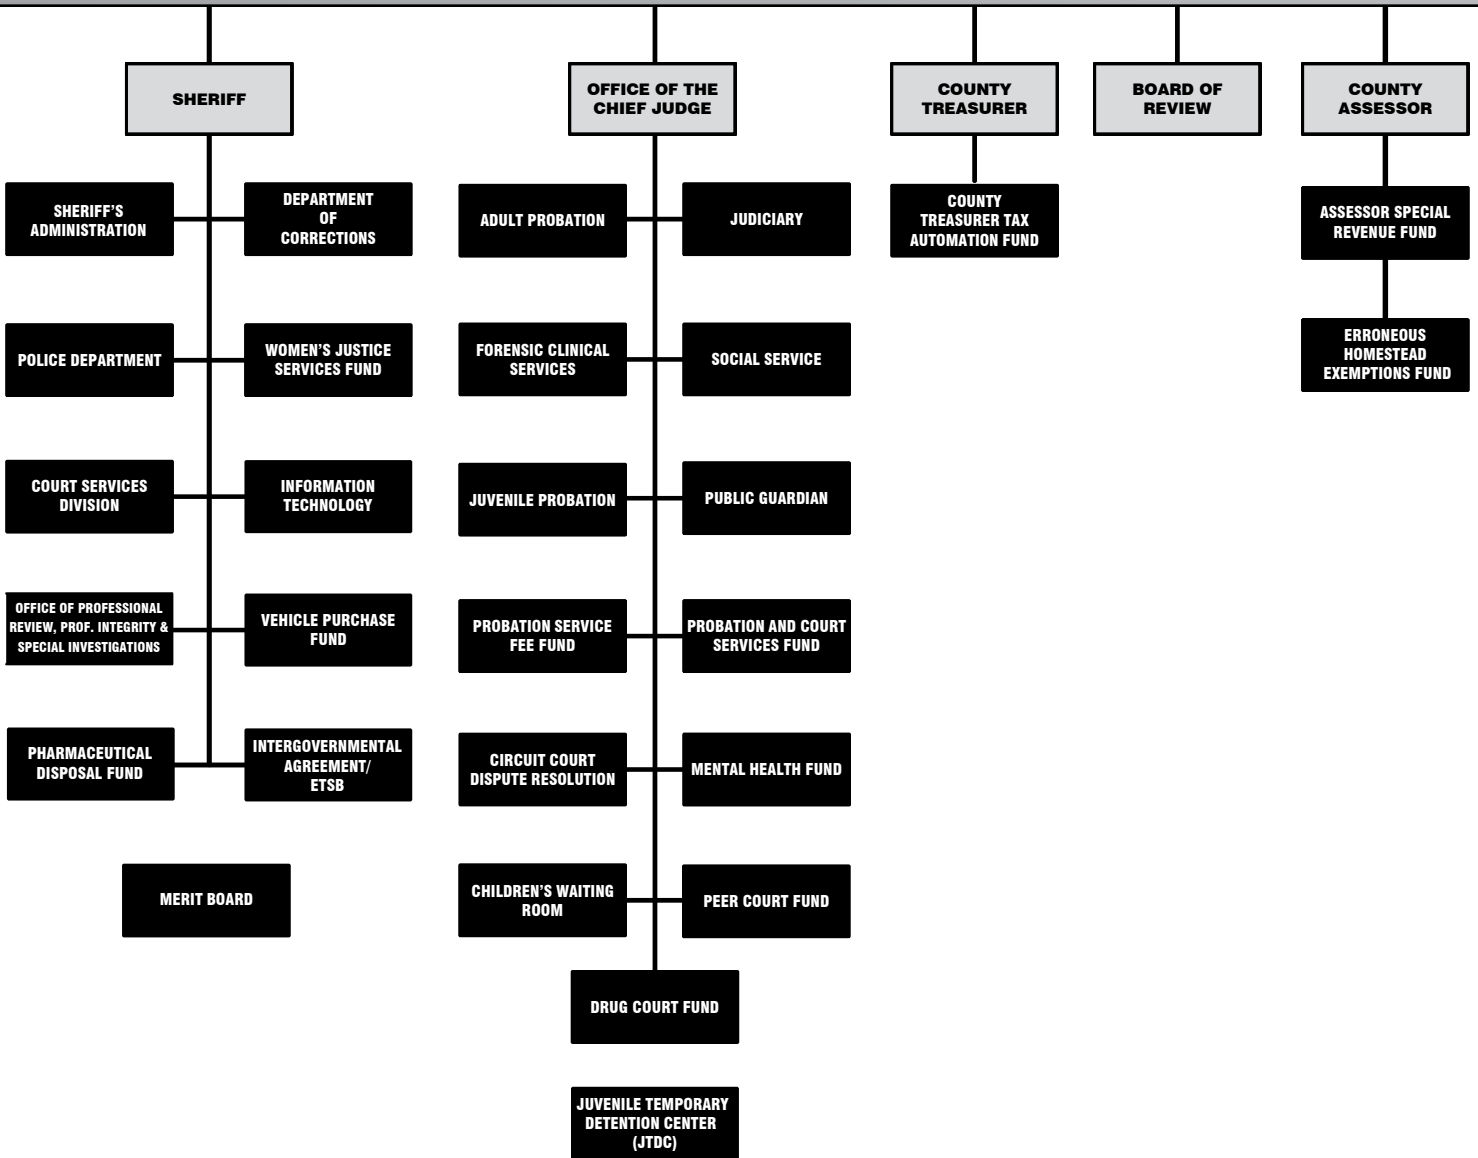 SHERIFF
OFFICE OF THE
CHIEF JUDGE
COUNTY
TREASURER
BOARD OF
REVIEW
COUNTY
ASSESSOR
SHERIFF'S
ADMINISTRATION
DEPARTMENT
OF
CORRECTIONS
ADULT PROBATION
JUDICIARY
COUNTY
TREASURER TAX
AUTOMATION FUND
ASSESSOR SPECIAL
REVENUE FUND
POLICE DEPARTMENT
WOMEN'S JUSTICE
SERVICES FUND
FORENSIC CLINICAL
SERVICES
SOCIAL SERVICE
ERRONEOUS
HOMESTEAD
EXEMPTIONS FUND
COURT SERVICES
DIVISION
INFORMATION
TECHNOLOGY
JUVENILE PROBATION
PUBLIC GUARDIAN
OFFICE OF PROFESSIONAL
REVIEW, PROF. INTEGRITY &
SPECIAL INVESTIGATIONS
VEHICLE PURCHASE
FUND
PROBATION SERVICE
FEE FUND
PROBATION AND COURT
SERVICES FUND
PHARMACEUTICAL
DISPOSAL FUND
INTERGOVERNMENTAL
AGREEMENT/
ETSB
CIRCUIT COURT
DISPUTE RESOLUTION
MENTAL HEALTH FUND
MERIT BOARD
CHILDREN'S WAITING
ROOM
PEER COURT FUND
DRUG COURT FUND
JUVENILE TEMPORARY
DETENTION CENTER
(JTDC)